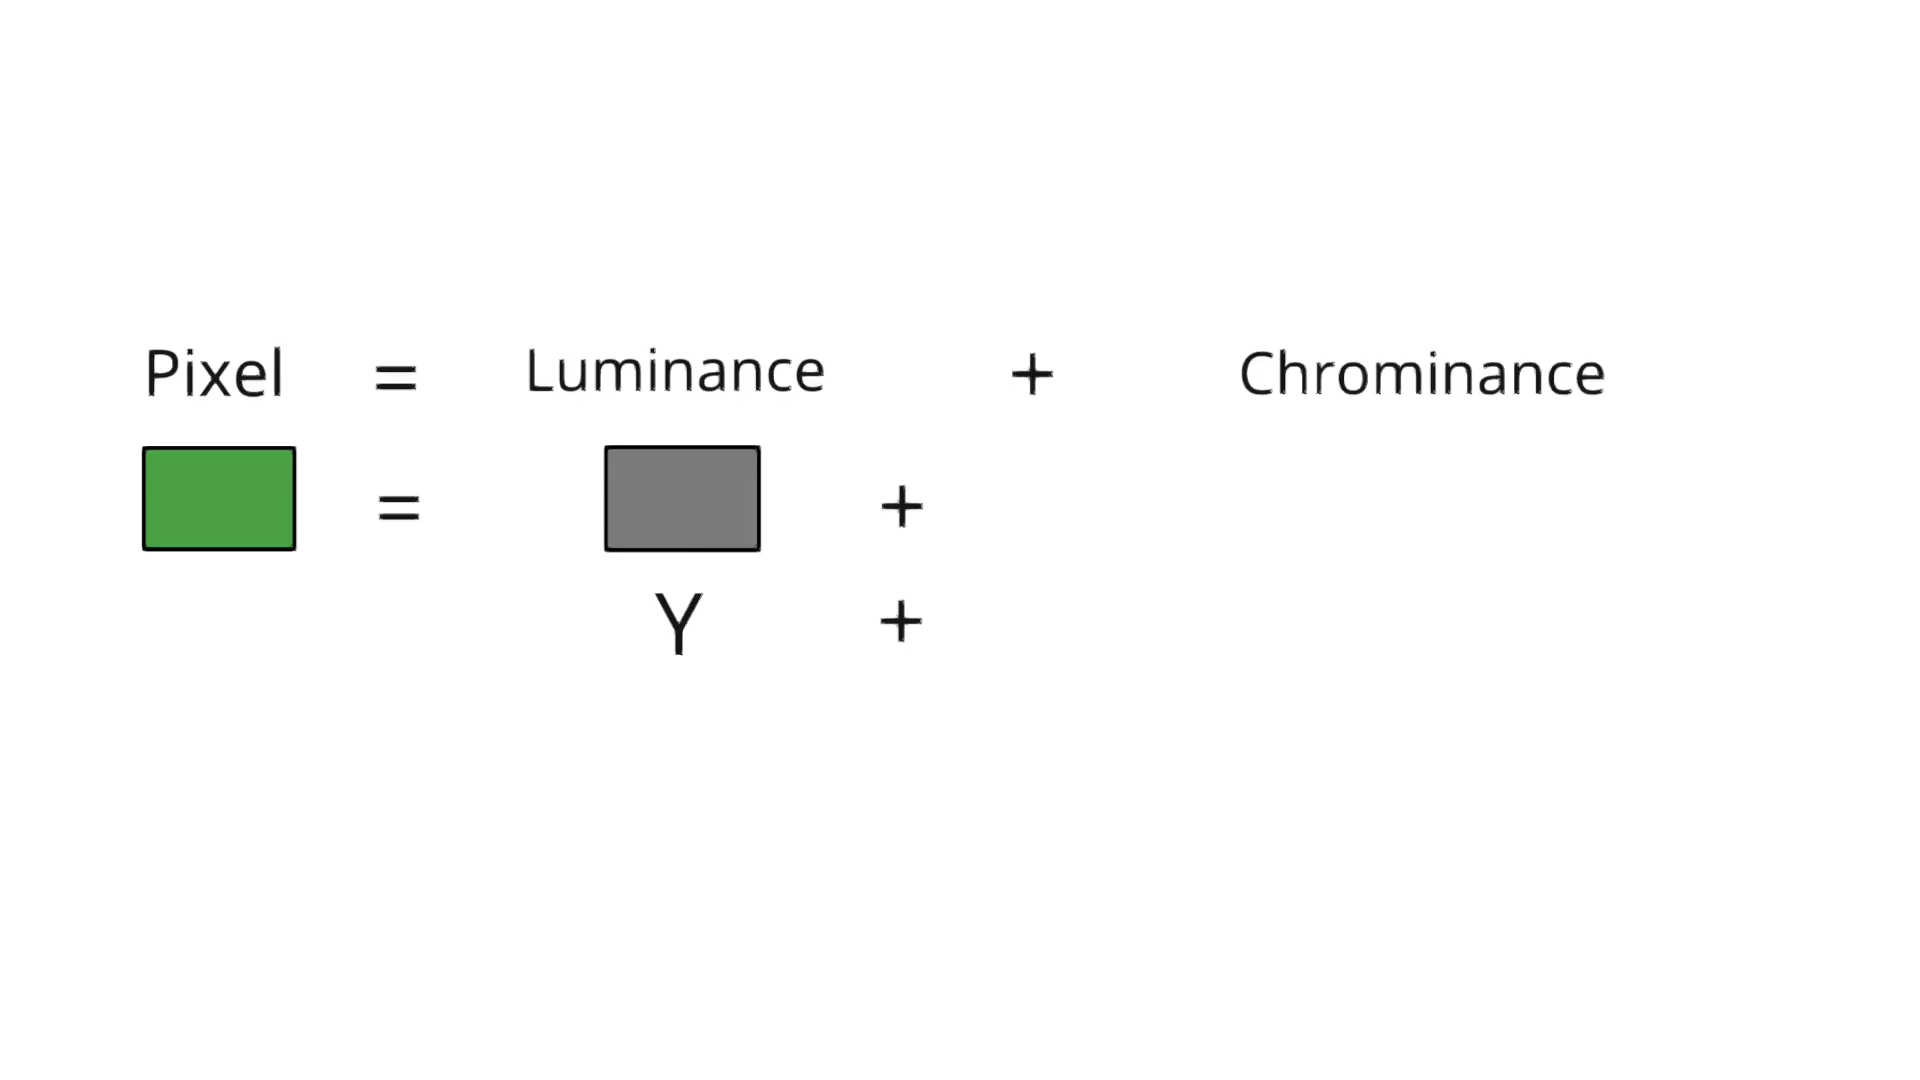 Pixel = Luminance + Chrominance
= +
Y +